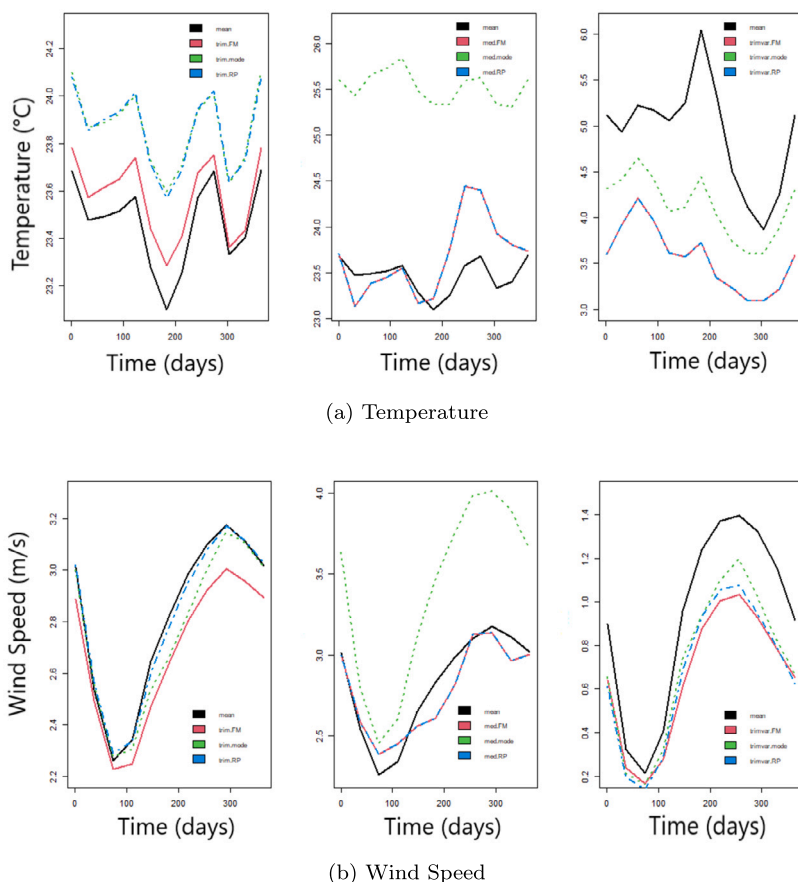 Temperature (°C)
24.2
24.0
23.8
23.6
23.4
23.2
mean
trim.FM
trim.mode
trim.RP
0 100 200 300
Time (days)
26.0
25.5
25.0
24.5
24.0
23.5
23.0
mean
med.FM
med.mode
med.RP
0 100 200 300
Time (days)
6.0
5.5
5.0
4.5
4.0
3.5
3.0
mean
trimvar.FM
trimvar.mode
trimvar.RP
0 100 200 300
Time (days)
(a) Temperature
Wind Speed (m/s)
3.2
3.0
2.8
2.6
2.4
2.2
mean
trim.FM
trim.mode
trim.RP
0 100 200 300
Time (days)
4.0
3.5
3.0
2.5
mean
med.FM
med.mode
med.RP
0 100 200 300
Time (days)
1.4
1.2
1.0
0.8
0.6
0.4
0.2
mean
trimvar.FM
trimvar.mode
trimvar.RP
0 100 200 300
Time (days)
(b) Wind Speed